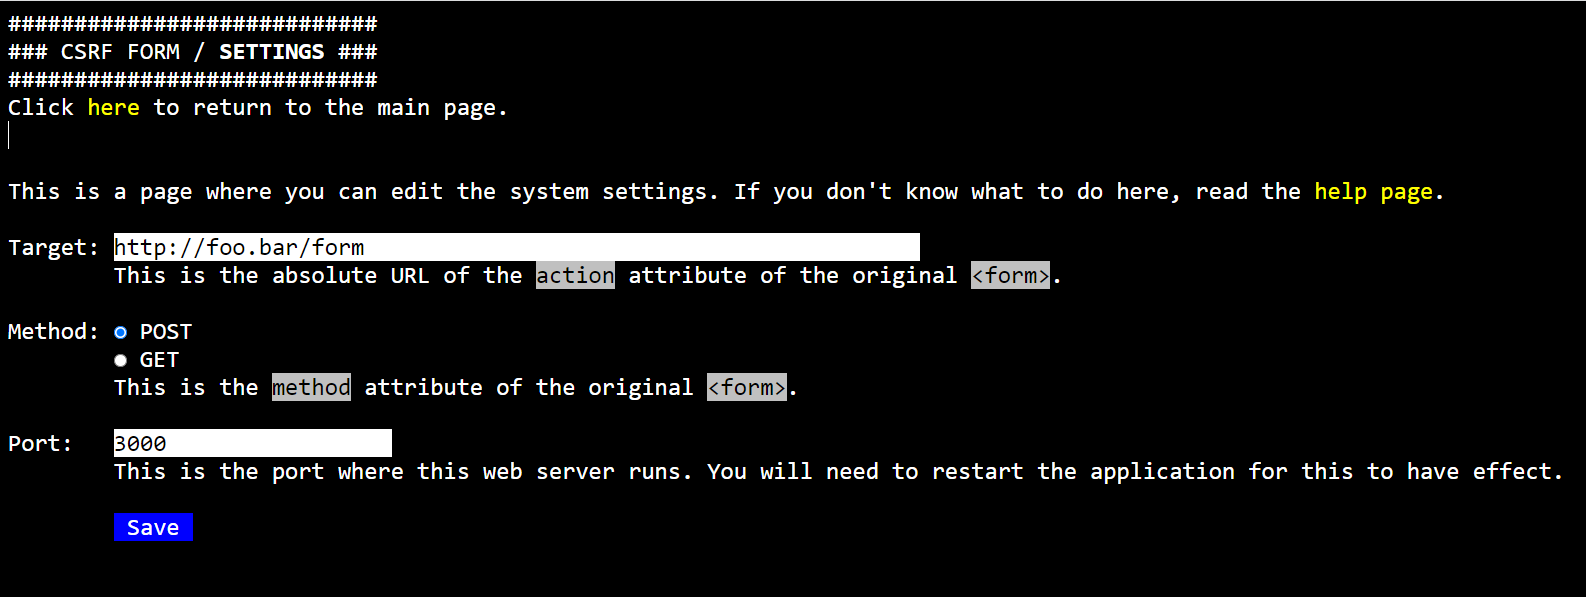 ############################
### CSRF FORM / SETTINGS ###
############################
Click here to return to the main page.
This is a page where you can edit the system settings. If you don't know what to do here, read the help page.
Target: http://foo.bar/form
This is the absolute URL of the action attribute of the original <form>.
Method: POST
GET
This is the method attribute of the original <form>.
Port: 3000
This is the port where this web server runs. You will need to restart the application for this to have effect.
Save